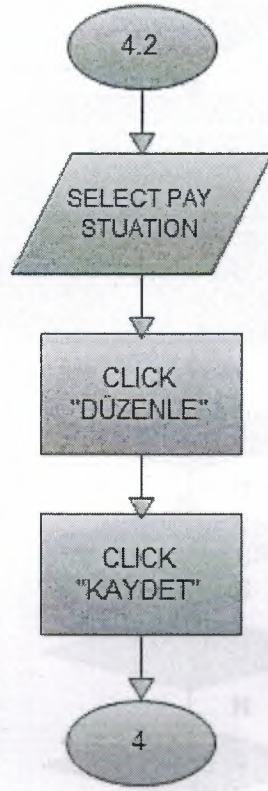 4.2
SELECT PAY
STUATION
CLICK
"DÜZENLE"
CLICK
"KAYDET"
4